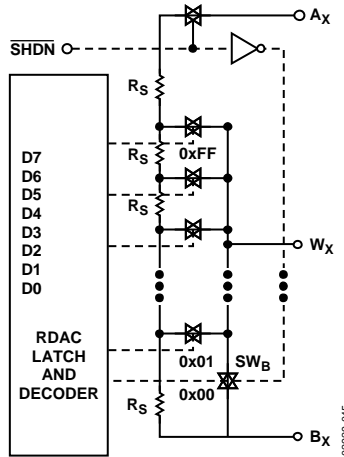 A_X
SHDN
R_S
D7
D6
D5
D4
D3
D2
D1
D0
R_S
0xFF
R_S
W_X
RDAC
LATCH
AND
DECODER
0x01
SW_B
0x00
R_S
B_X